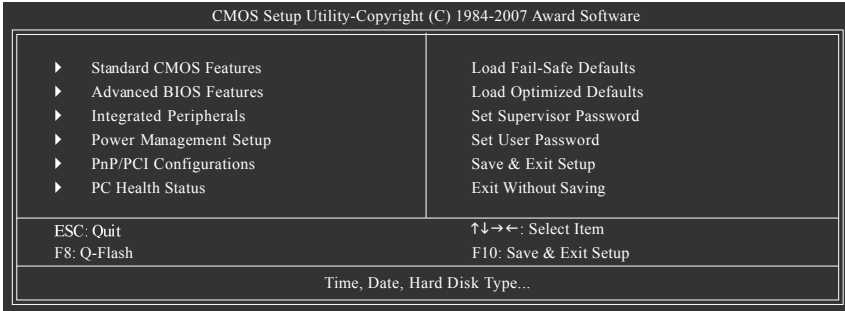 CMOS Setup Utility-Copyright (C) 1984-2007 Award Software
Standard CMOS Features
Advanced BIOS Features
Integrated Peripherals
Power Management Setup
PnP/PCI Configurations
PC Health Status
Load Fail-Safe Defaults
Load Optimized Defaults
Set Supervisor Password
Set User Password
Save & Exit Setup
Exit Without Saving
ESC: Quit
F8: Q-Flash
↑↓→←: Select Item
F10: Save & Exit Setup
Time, Date, Hard Disk Type...